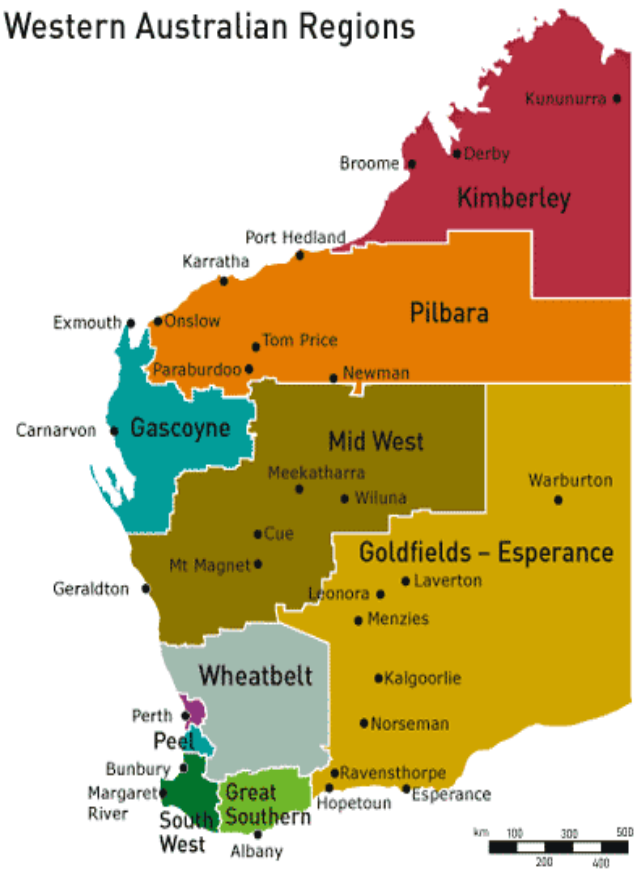 Western Australian Regions
Kununurra
Derby
Broome
Kimberley
Port Hedland
Karratha
Pilbara
Exmouth
Onslow
Tom Price
Paraburdoo
Newman
Carnarvon
Gascoyne
Mid West
Meekatharra
Warburton
Wiluna
Cue
Goldfields – Esperance
Mt Magnet
Laverton
Geraldton
Leonora
Menzies
Wheatbelt
Kalgoorlie
Perth
Norseman
Peel
Bunbury
Ravensthorpe
Margaret
River
Great
Southern
Hopetoun
Esperance
South
West
Albany
km 100 300 500
200 400